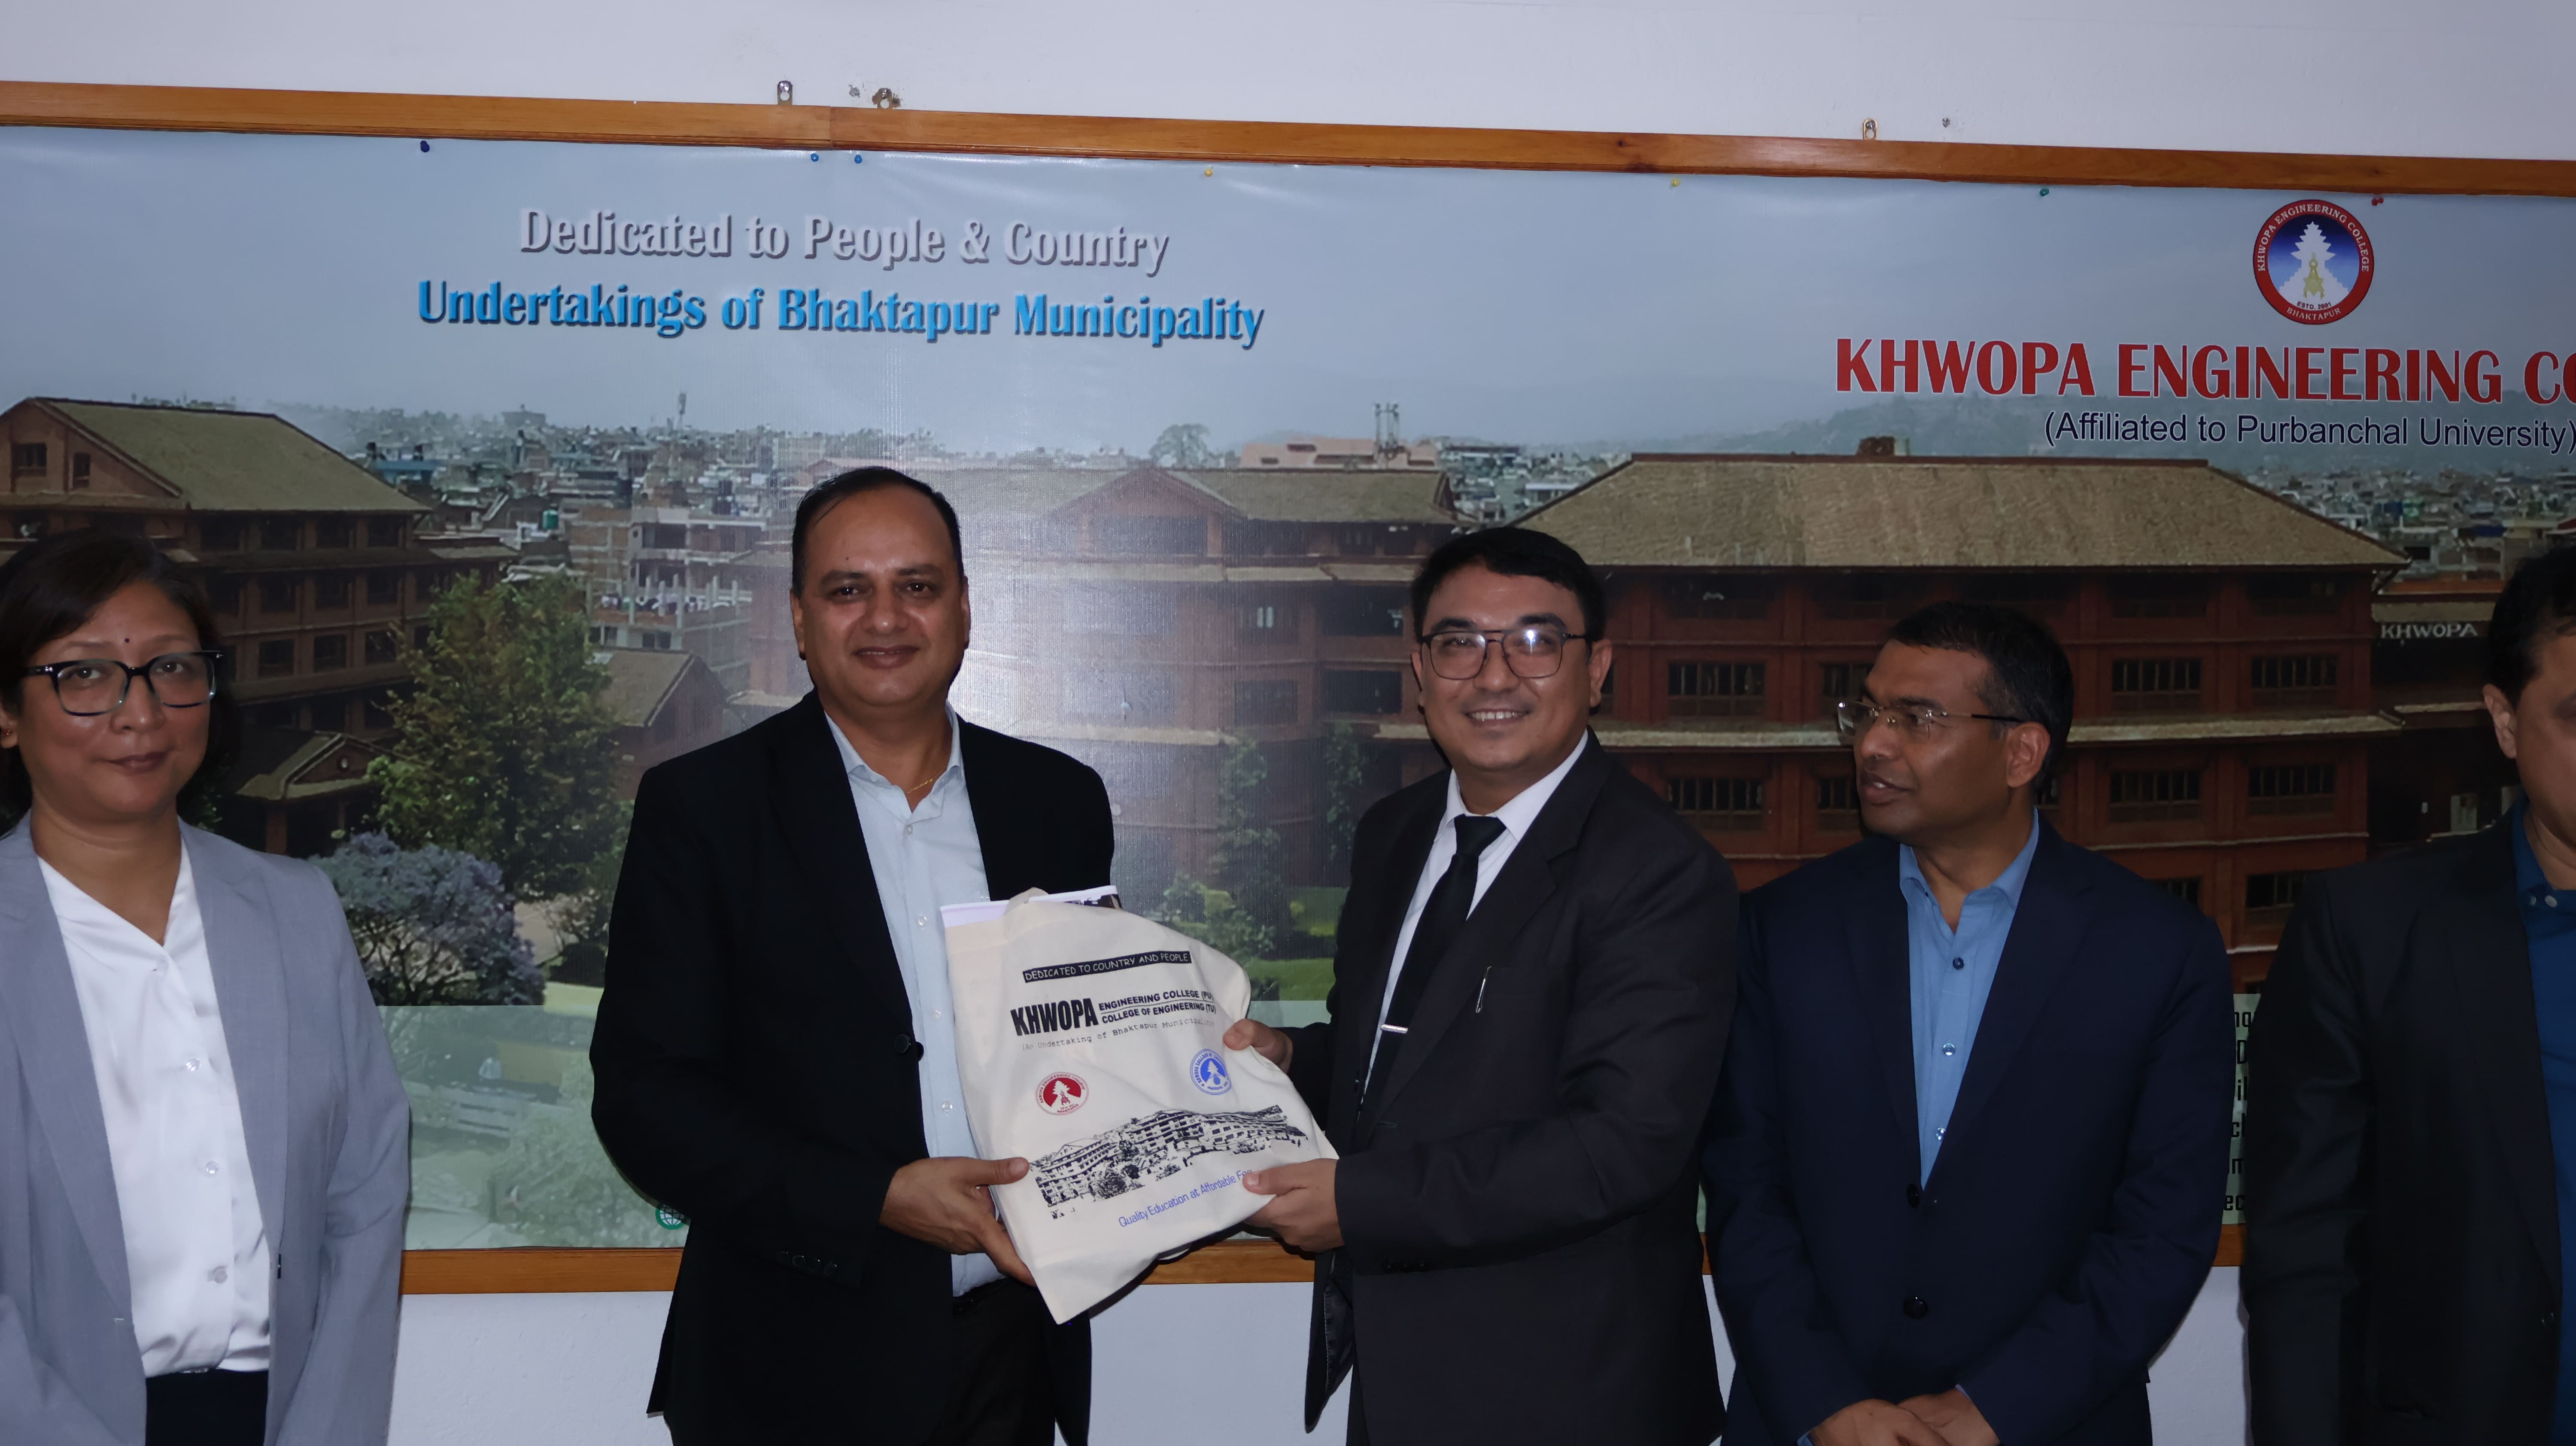 Dedicated to People & Country
Undertakings of Bhaktapur Municipality
KHWOPA ENGINEERING COLLEGE
ESTD. 2001
BHAKTAPUR
KHWOPA ENGINEERING CO
(Affiliated to Purbanchal University)
KHWOPA
DEDICATED TO COUNTRY AND PEOPLE
KHWOPA ENGINEERING COLLEGE (PU)
COLLEGE OF ENGINEERING (TU)
(An Undertaking of Bhaktapur Municipality)
Quality Education at Affordable Fee